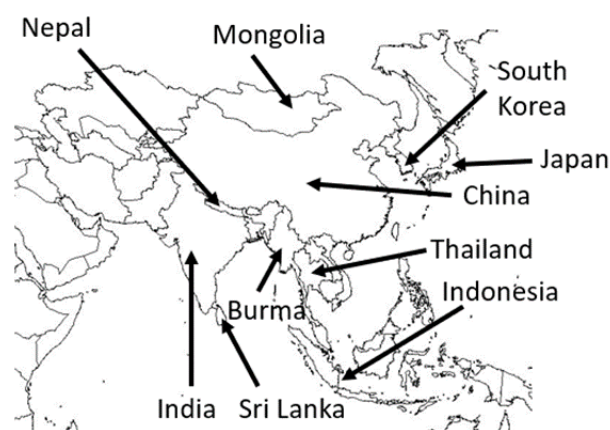 Nepal
Mongolia
South
Korea
Japan
China
Thailand
Indonesia
Burma
India
Sri Lanka